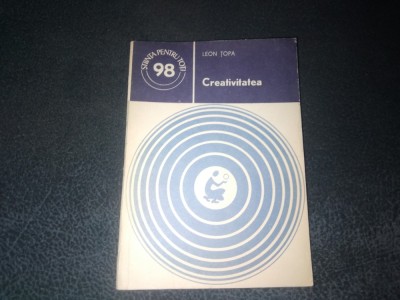 ȘTIINȚA PENTRU TOȚI
98
LEON ȚOPA
Creativitatea